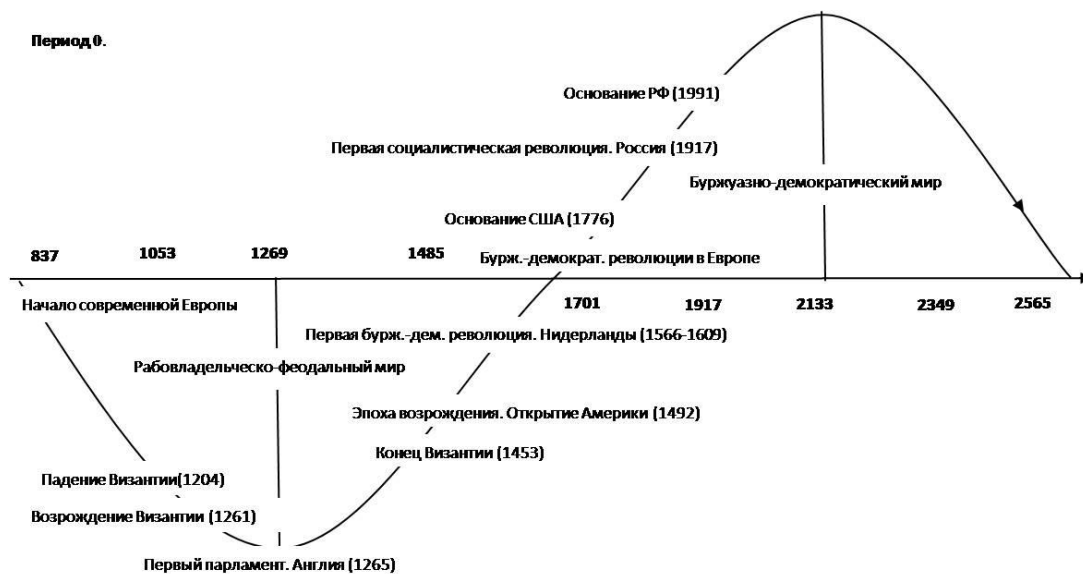 Период 0.
Основание РФ (1991)
Первая социалистическая революция. Россия (1917)
Буржуазно-демократический мир
Основание США (1776)
837 1053 1269 1485 Бурж.-демократ. революции в Европе
Начало современной Европы 1701 1917 2133 2349 2565
Первая бурж.-дем. революция. Нидерланды (1566-1609)
Рабовладельческо-феодальный мир
Эпоха возрождения. Открытие Америки (1492)
Конец Византии (1453)
Падение Византии(1204)
Возрождение Византии (1261)
Первый парламент. Англия (1265)